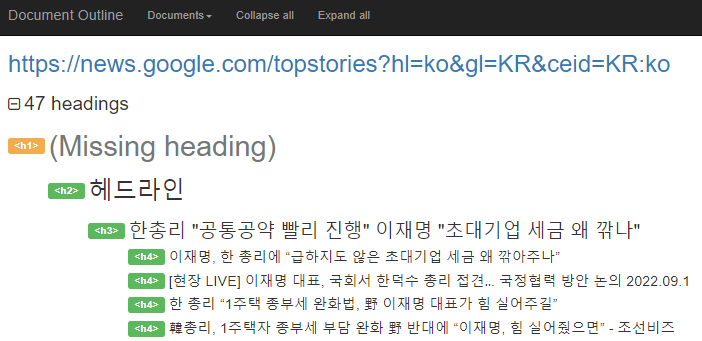 Document Outline Documents Collapse all Expand all
https://news.google.com/topstories?hl=ko&gl=KR&ceid=KR:ko
47 headings
<h1> (Missing heading)
<h2> 헤드라인
<h3> 한총리 "공통공약 빨리 진행" 이재명 "초대기업 세금 왜 깎나"
<h4> 이재명, 한 총리에 “급하지도 않은 초대기업 세금 왜 깎아주나”
<h4> [현장 LIVE] 이재명 대표, 국회서 한덕수 총리 접견... 국정협력 방안 논의 2022.09.1
<h4> 한 총리 “1주택 종부세 완화법, 野 이재명 대표가 힘 실어주길”
<h4> 韓총리, 1주택자 종부세 부담 완화 野 반대에 “이재명, 힘 실어줬으면” - 조선비즈